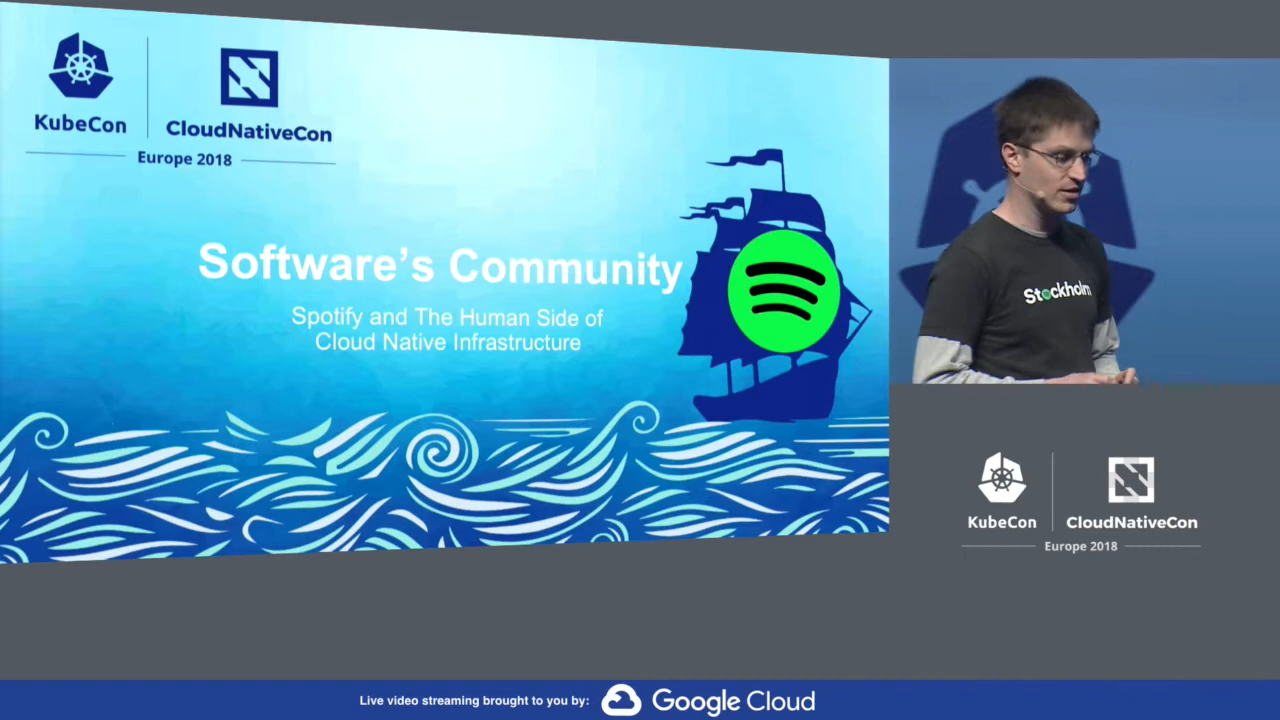 KubeCon
CloudNativeCon
Europe 2018
Software's Community
Spotify and The Human Side of
Cloud Native Infrastructure
Stockholm
KubeCon
CloudNativeCon
Europe 2018
Live video streaming brought to you by:
Google Cloud